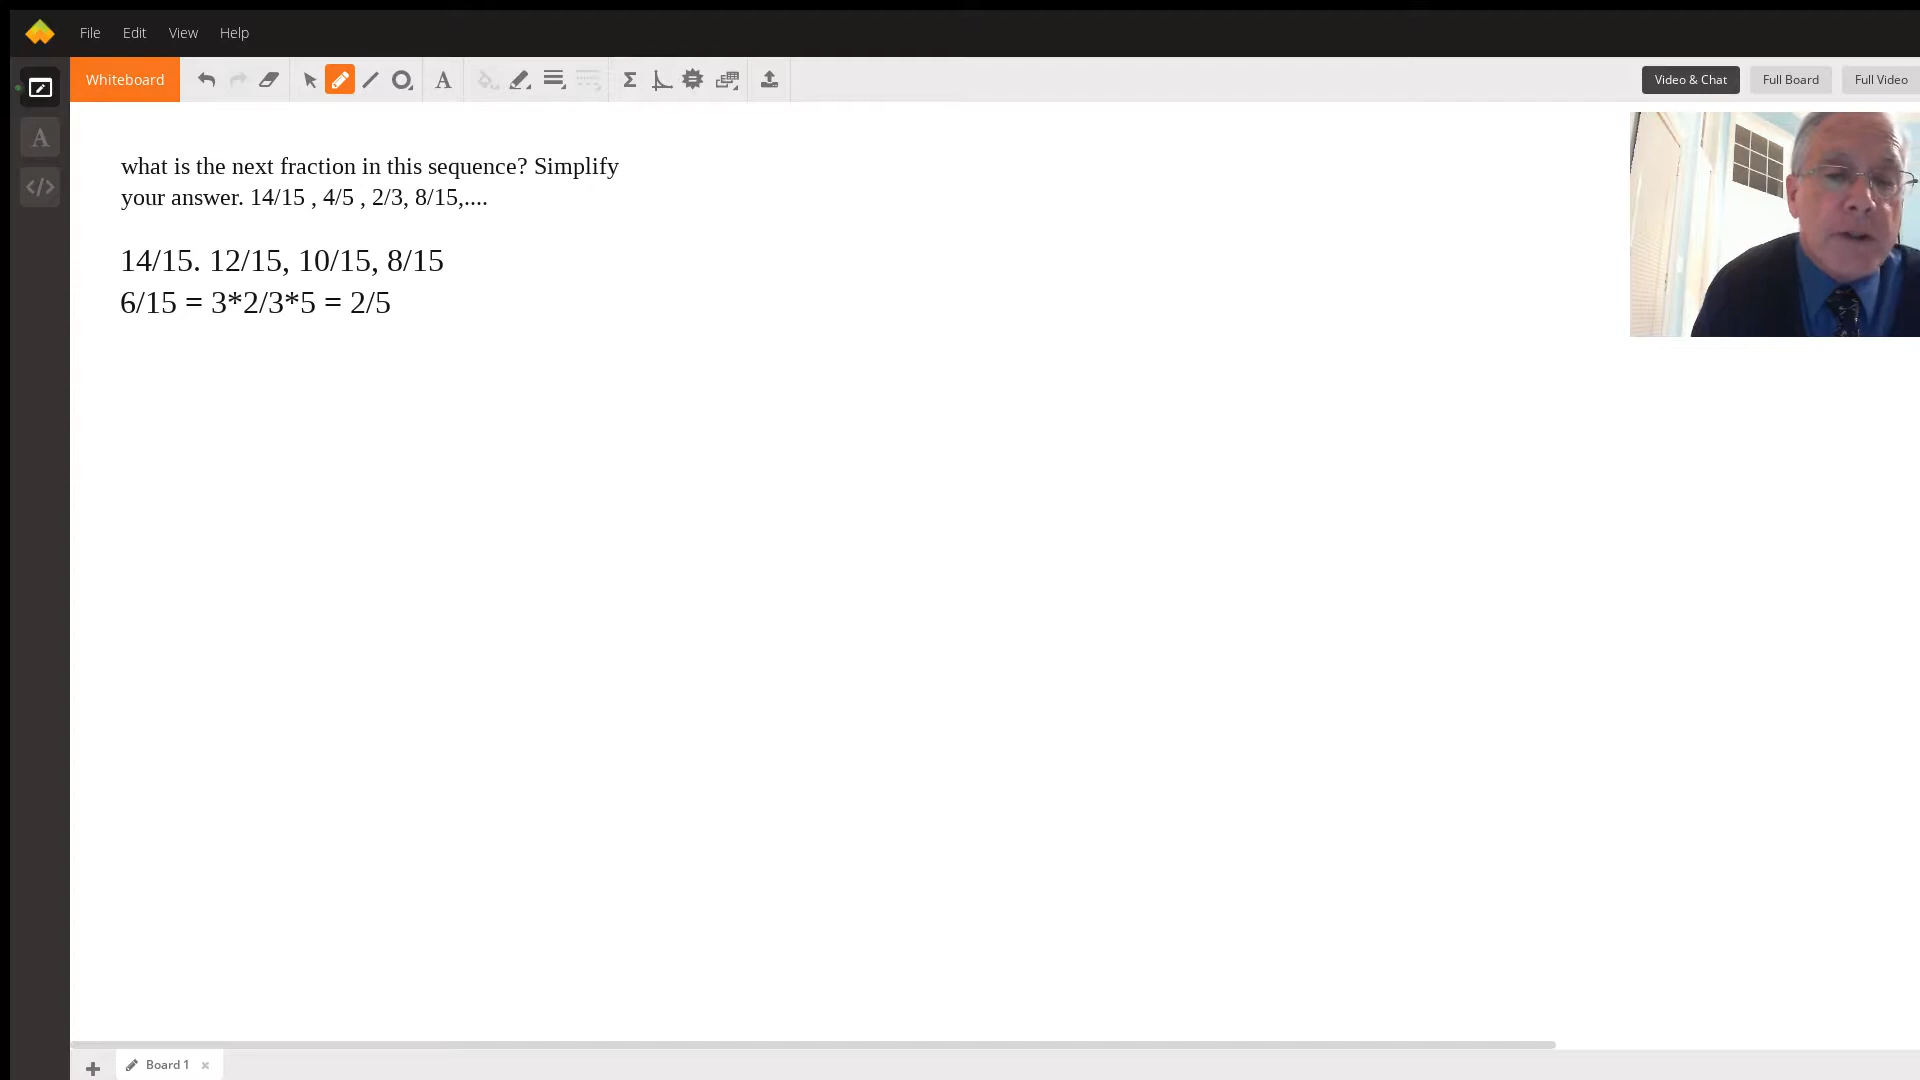 File Edit View Help
Whiteboard A Σ Video & Chat Full Board Full Video
A
</>
what is the next fraction in this sequence? Simplify
your answer. 14/15 , 4/5 , 2/3, 8/15,....
14/15. 12/15, 10/15, 8/15
6/15 = 3*2/3*5 = 2/5
Board 1